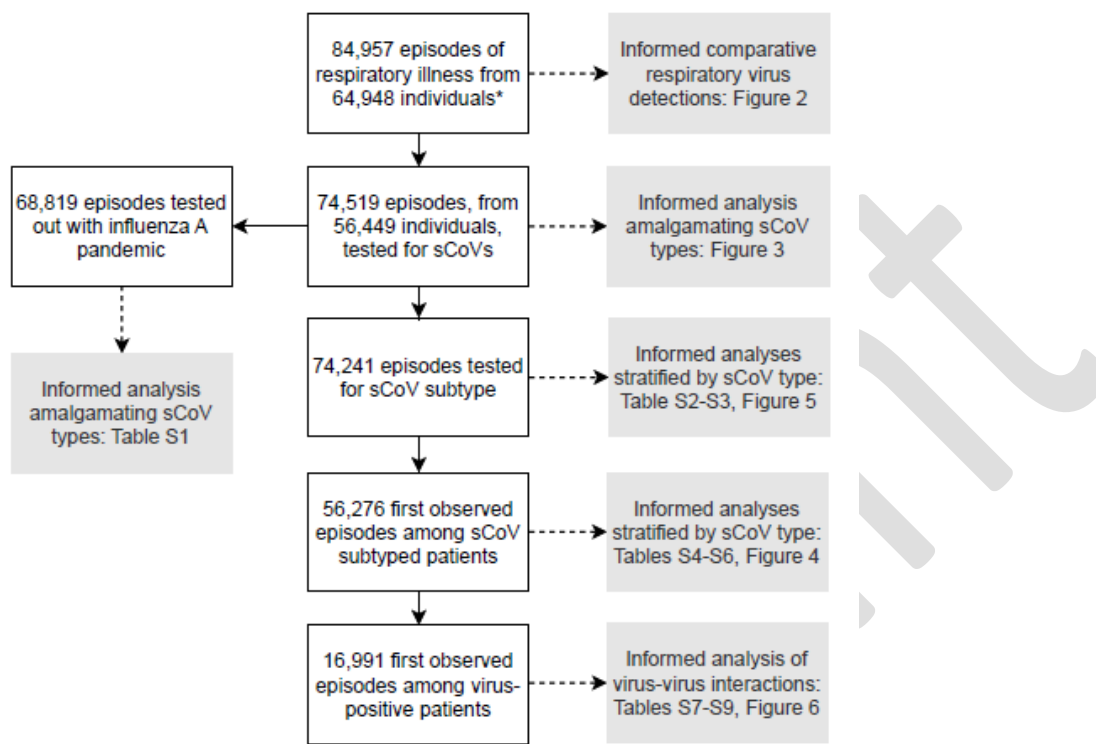 84,957 episodes of
respiratory illness from
64,948 individuals*
Informed comparative
respiratory virus
detections: Figure 2
68,819 episodes tested
out with influenza A
pandemic
74,519 episodes, from
56,449 individuals,
tested for sCoVs
Informed analysis
amalgamating sCoV
types: Figure 3
Informed analysis
amalgamating sCoV
types: Table S1
74,241 episodes tested
for sCoV subtype
Informed analyses
stratified by sCoV type:
Table S2-S3, Figure 5
56,276 first observed
episodes among sCoV
subtyped patients
Informed analyses
stratified by sCoV type:
Tables S4-S6, Figure 4
16,991 first observed
episodes among virus-
positive patients
Informed analysis of
virus-virus interactions:
Tables S7-S9, Figure 6